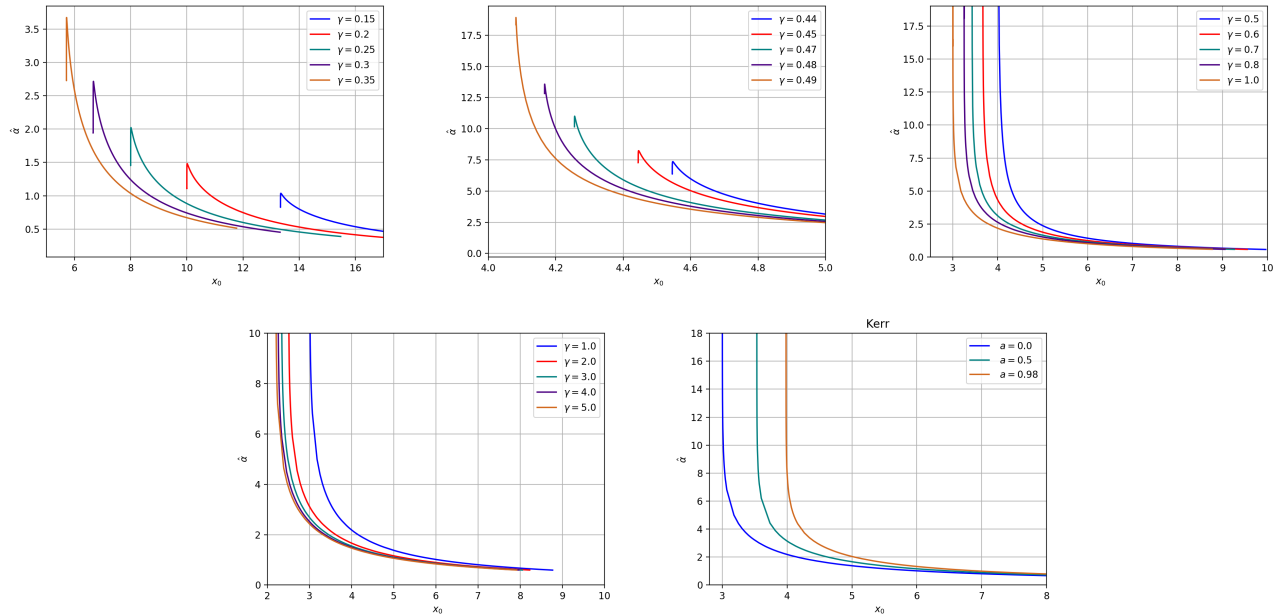 γ = 0.15
γ = 0.2
γ = 0.25
γ = 0.3
γ = 0.35
3.5
3.0
2.5
2.0
1.5
1.0
0.5
α̂
6 8 10 12 14 16
x₀
γ = 0.44
γ = 0.45
γ = 0.47
γ = 0.48
γ = 0.49
17.5
15.0
12.5
10.0
7.5
5.0
2.5
0.0
α̂
4.0 4.2 4.4 4.6 4.8 5.0
x₀
γ = 0.5
γ = 0.6
γ = 0.7
γ = 0.8
γ = 1.0
17.5
15.0
12.5
10.0
7.5
5.0
2.5
0.0
α̂
3 4 5 6 7 8 9 10
x₀
γ = 1.0
γ = 2.0
γ = 3.0
γ = 4.0
γ = 5.0
10
8
6
4
2
0
α̂
2 3 4 5 6 7 8 9 10
x₀
Kerr
a = 0.0
a = 0.5
a = 0.98
18
16
14
12
10
8
6
4
2
0
α̂
3 4 5 6 7 8
x₀